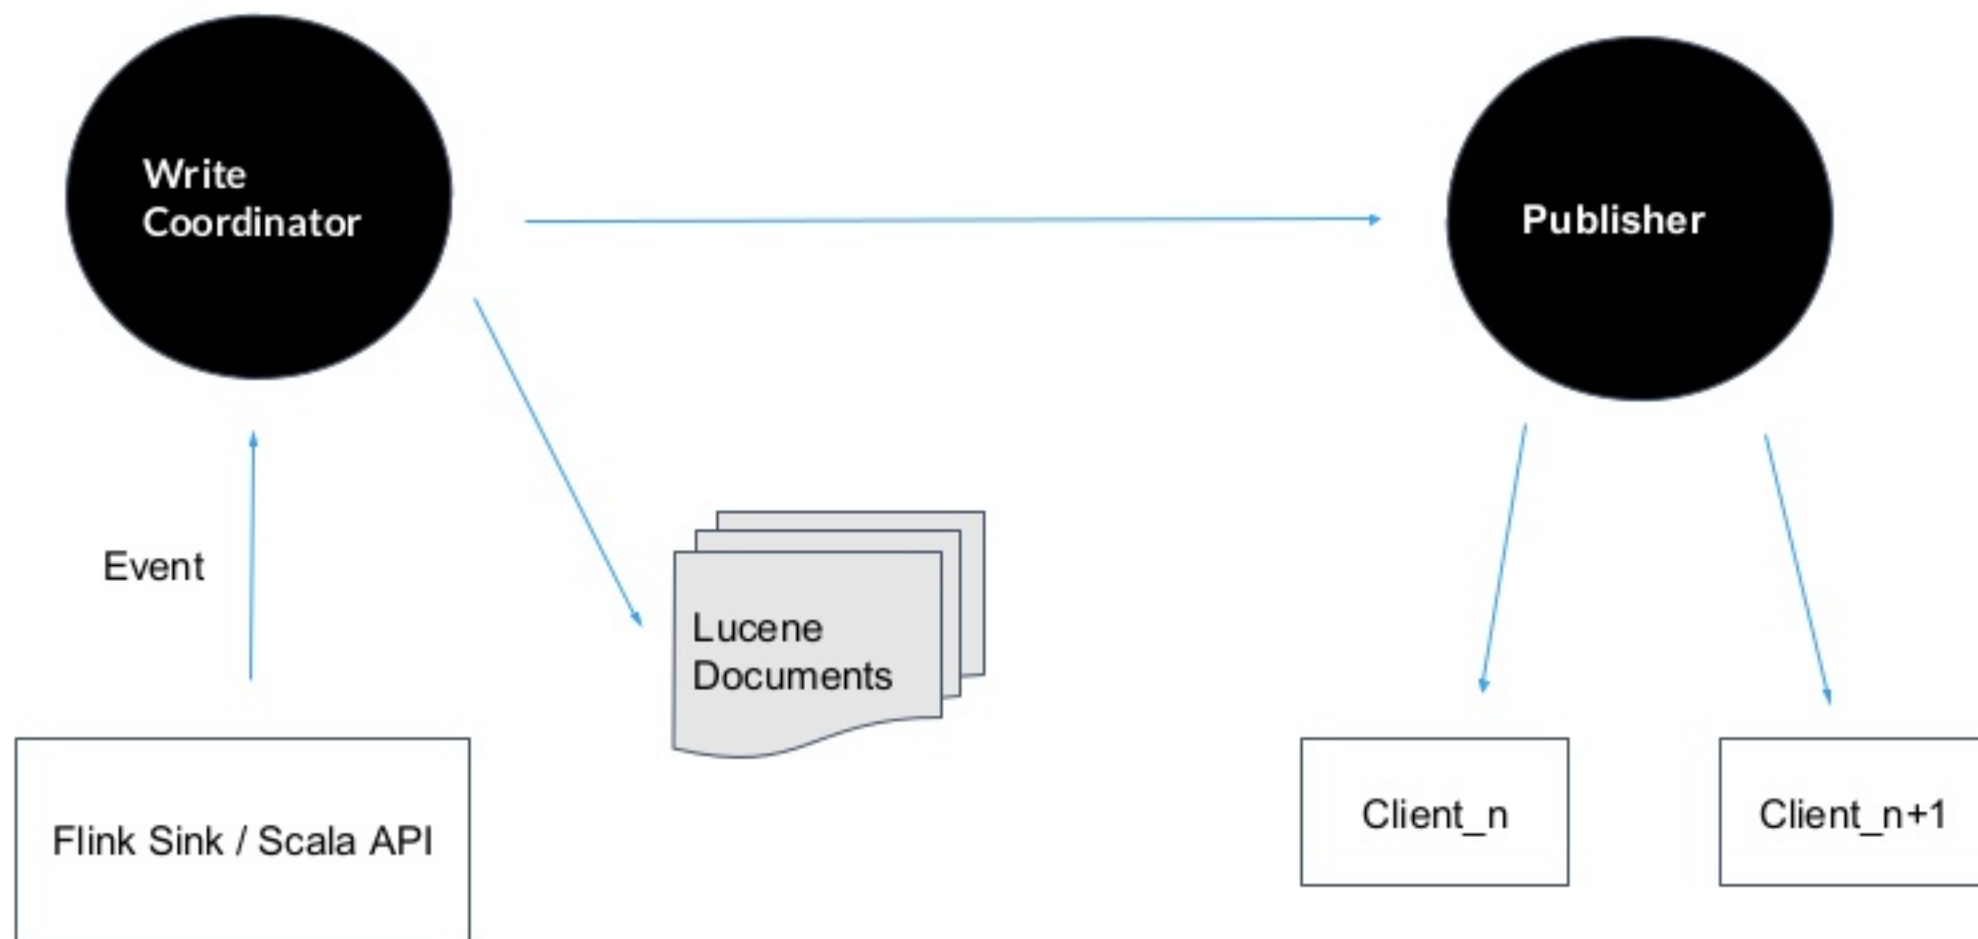 Write
Coordinator
Publisher
Event
Lucene
Documents
Flink Sink / Scala API
Client_n
Client_n+1